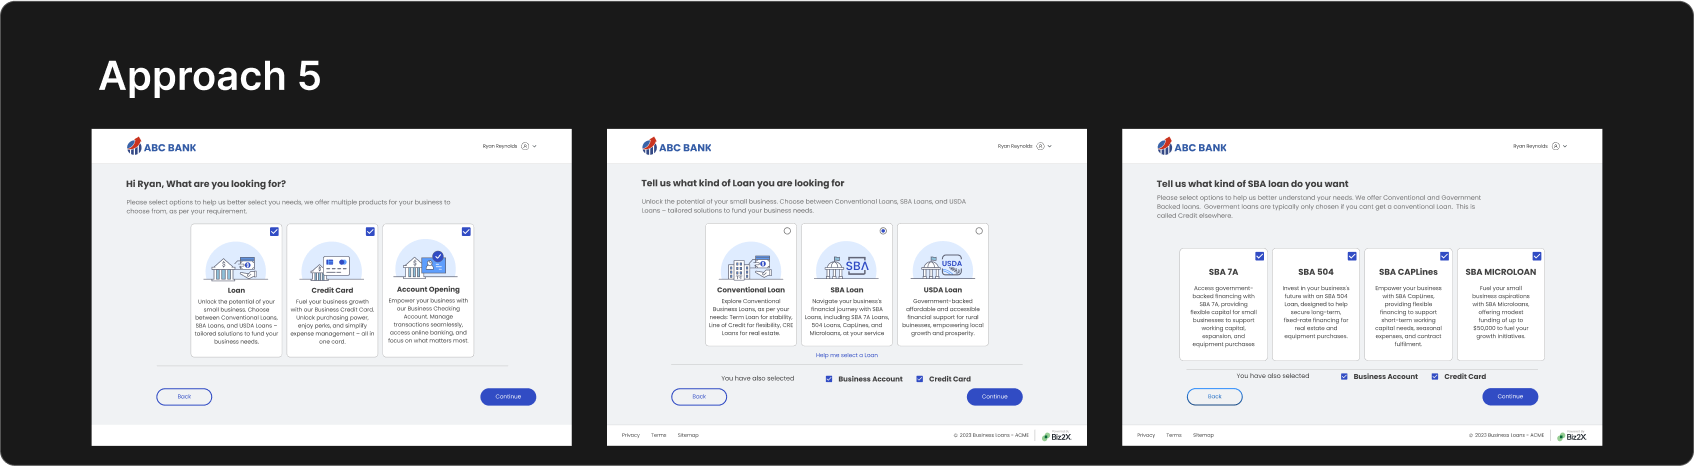 Approach 5
ABC BANK
Ryan Reynolds
Hi Ryan, What are you looking for?
Please select options to help us better select you needs, we offer multiple products for your business to
choose from, as per your requirement.
Loan
Unlock the potential of your
small business. Choose
between Conventional Loans,
SBA Loans, and USDA Loans –
tailored solutions to fund your
business needs.
Credit Card
Fuel your business growth
with our Business Credit Card.
Unlock purchasing power,
enjoy perks, and simplify
expense management – all in
one card.
Account Opening
Empower your business with
our Business Checking
Account. Manage
transactions seamlessly,
access online banking, and
focus on what matters most.
Back
Continue
ABC BANK
Ryan Reynolds
Tell us what kind of Loan you are looking for
Unlock the potential of your small business. Choose between Conventional Loans, SBA Loans, and USDA
Loans – tailored solutions to fund your business needs.
Conventional Loan
Explore Conventional
Business Loans, as per your
needs: Term Loan for stability,
Line of Credit for flexibility, CRE
Loans for real estate.
SBA
SBA Loan
Navigate your business's
financial journey with SBA
Loans, including SBA 7A Loans,
504 Loans, CapLines, and
Microloans, at your service
USDA
USDA Loan
Government-backed
affordable and accessible
financial support for rural
businesses, empowering local
growth and prosperity.
Help me select a Loan
You have also selected
Business Account
Credit Card
Back
Continue
Privacy
Terms
Sitemap
© 2023 Business Loans - ACME
Biz2X
ABC BANK
Ryan Reynolds
Tell us what kind of SBA loan do you want
Please select options to help us better understand your needs. We offer Conventional and Government
Backed loans. Goverment loans are typically only chosen if you cant get a conventional Loan. This is
called Credit elsewhere.
SBA 7A
Access government-
backed financing with
SBA 7A, providing
flexible capital for small
businesses to support
working capital,
expansion, and
equipment purchases
SBA 504
Invest in your business's
future with an SBA 504
Loan, designed to help
secure long-term,
fixed-rate financing for
real estate and
equipment purchases.
SBA CAPLines
Empower your business
with SBA CapLines,
providing flexible
financing to support
short-term working
capital needs, seasonal
expenses, and contract
fulfilment.
SBA MICROLOAN
Fuel your small
business aspirations
with SBA Microloans,
offering modest
funding of up to
$50,000 to fuel your
growth initiatives.
You have also selected
Business Account
Credit Card
Back
Continue
Privacy
Terms
Sitemap
© 2023 Business Loans - ACME
Biz2X